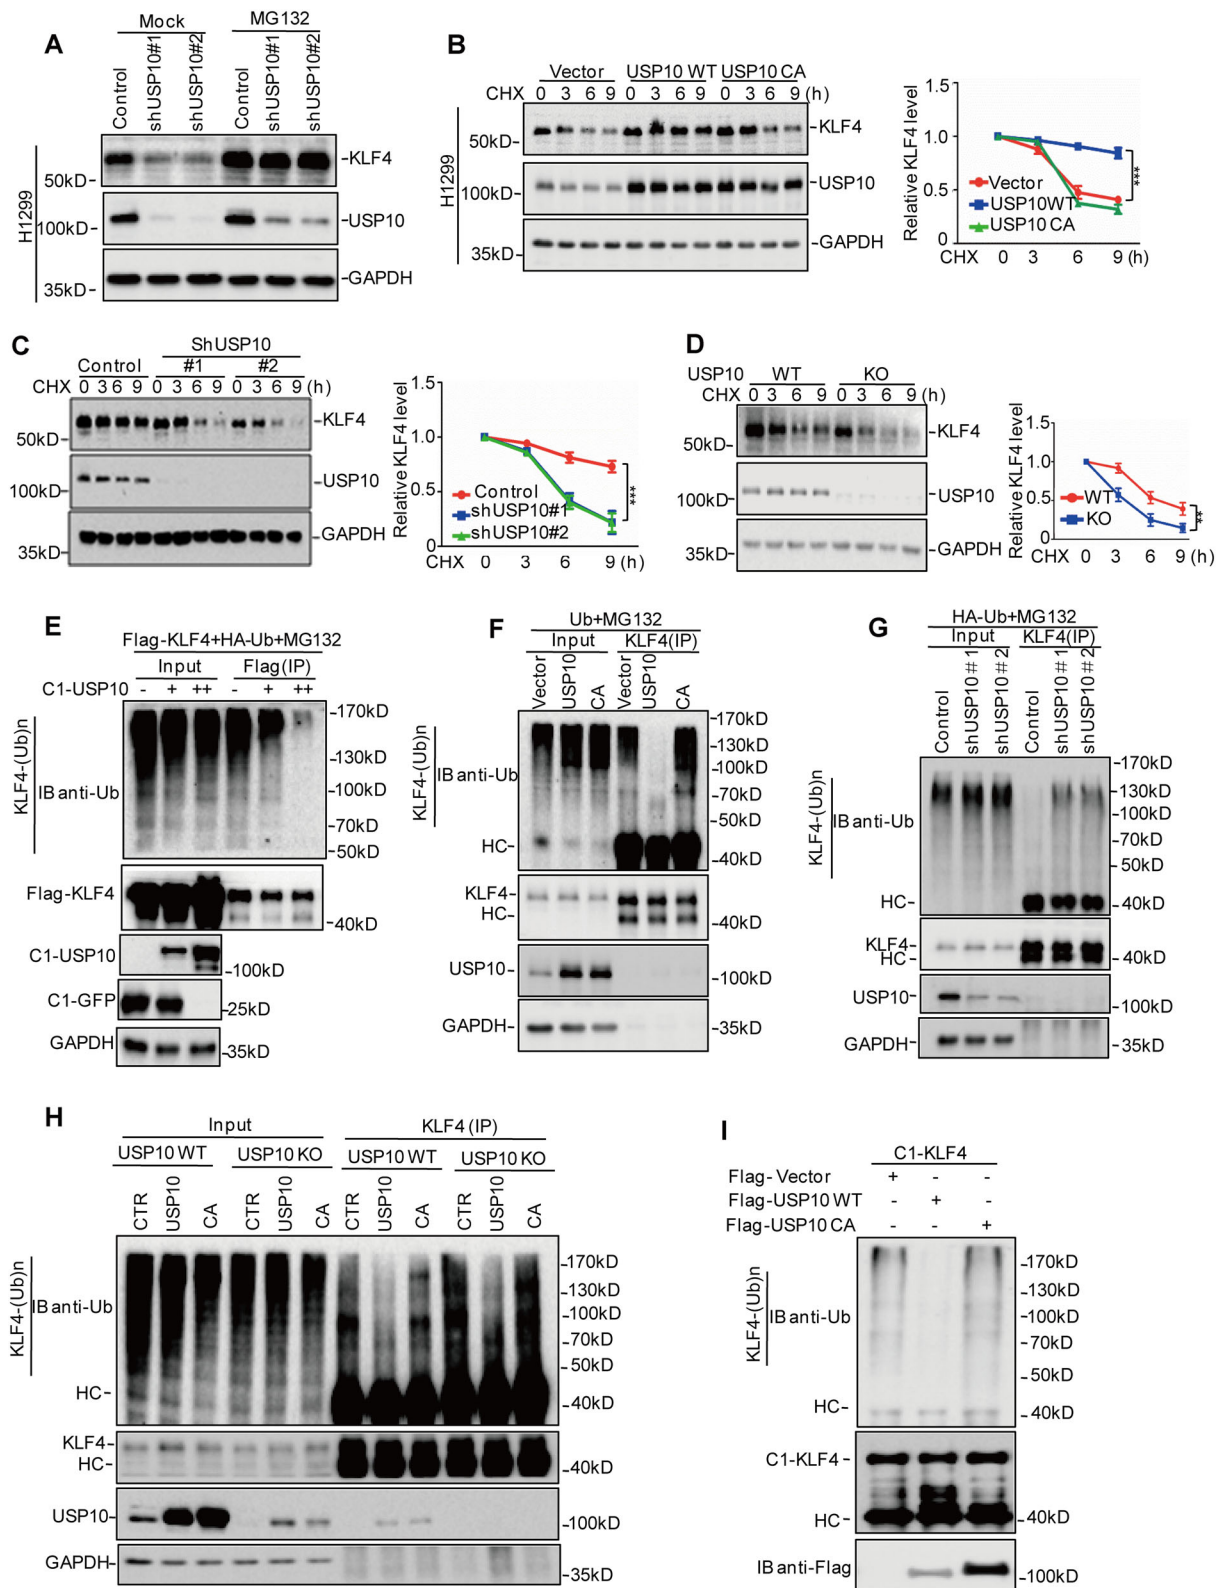 A
Mock MG132
Control shUSP10#1 shUSP10#2 Control shUSP10#1 shUSP10#2
H1299
-KLF4
50kD-
-USP10
100kD-
-GAPDH
35kD-
B
Vector USP10 WT USP10 CA
CHX 0 3 6 9 0 3 6 9 0 3 6 9 (h)
H1299
-KLF4
50kD-
-USP10
100kD-
-GAPDH
35kD-
Relative KLF4 level
1.5
1.0
0.5
0
Vector
USP10WT
USP10 CA
***
CHX 0 3 6 9 (h)
C
ShUSP10
Control #1 #2
CHX 0 3 6 9 0 3 6 9 0 3 6 9 (h)
-KLF4
50kD-
-USP10
100kD-
-GAPDH
35kD-
Relative KLF4 level
1.5
1.0
0.5
0
Control
shUSP10#1
shUSP10#2
***
CHX 0 3 6 9 (h)
D
USP10 WT KO
CHX 0 3 6 9 0 3 6 9 (h)
-KLF4
50kD-
-USP10
100kD-
-GAPDH
35kD-
Relative KLF4 level
1.5
1.0
0.5
0
WT
KO
**
CHX 0 3 6 9 (h)
E
Flag-KLF4+HA-Ub+MG132
Input Flag(IP)
C1-USP10 - + ++ - + ++
KLF4-(Ub)n
IB anti-Ub
-170kD
-130kD
-100kD
-70kD
-50kD
Flag-KLF4
-40kD
C1-USP10
-100kD
C1-GFP
-25kD
GAPDH
-35kD
F
Ub+MG132
Input KLF4(IP)
Vector USP10 CA Vector USP10 CA
KLF4-(Ub)n
IB anti-Ub
-170kD
-130kD
-100kD
-70kD
-50kD
HC-
-40kD
KLF4-
HC-
-40kD
USP10-
-100kD
GAPDH-
-35kD
G
HA-Ub+MG132
Input KLF4(IP)
Control shUSP10#1 shUSP10#2 Control shUSP10#1 shUSP10#2
KLF4-(Ub)n
IB anti-Ub
-170kD
-130kD
-100kD
-70kD
-50kD
HC-
-40kD
KLF4-
HC-
-40kD
USP10-
-100kD
GAPDH-
-35kD
H
Input KLF4 (IP)
USP10 WT USP10 KO USP10 WT USP10 KO
CTR USP10 CA CTR USP10 CA CTR USP10 CA CTR USP10 CA
KLF4-(Ub)n
IB anti-Ub
-170kD
-130kD
-100kD
-70kD
-50kD
HC-
-40kD
KLF4-
HC-
-40kD
USP10-
-100kD
GAPDH-
-35kD
I
C1-KLF4
Flag-Vector + - -
Flag-USP10 WT - + -
Flag-USP10 CA - - +
KLF4-(Ub)n
IB anti-Ub
-170kD
-130kD
-100kD
-70kD
-50kD
HC-
-40kD
C1-KLF4 -
HC-
-40kD
IB anti-Flag
-100kD